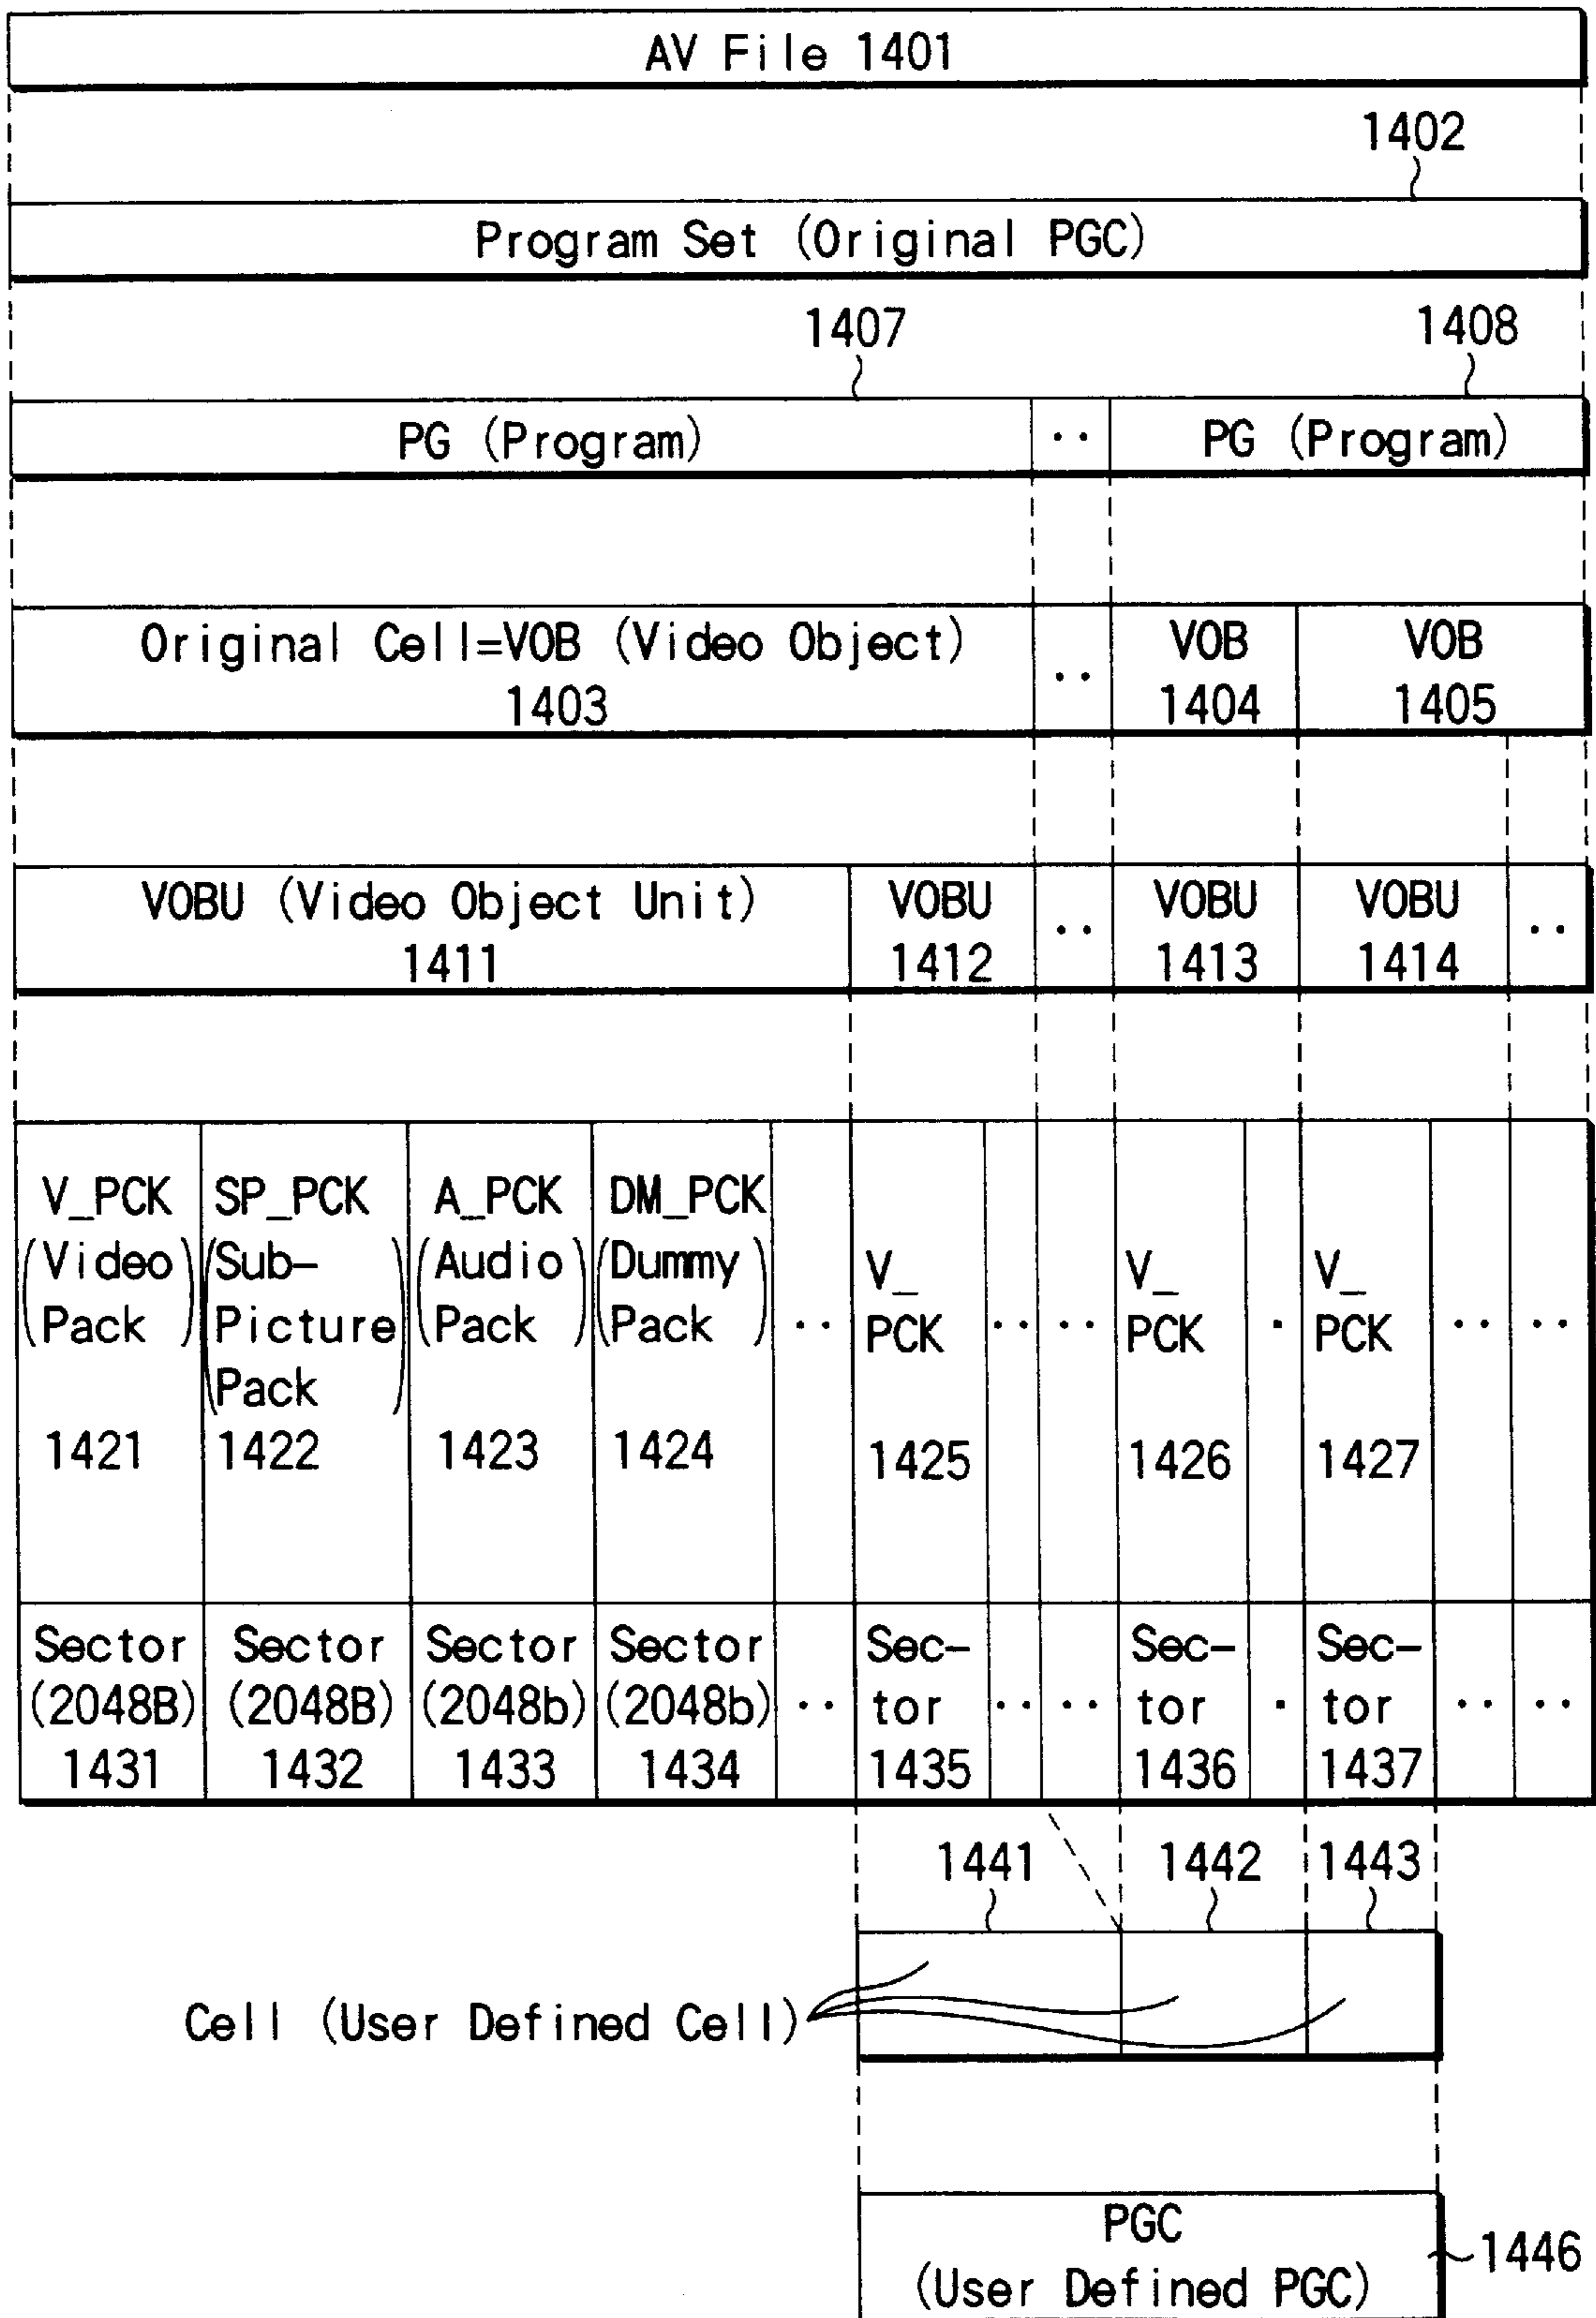 AV File 1401
1402
Program Set (Original PGC)
1407
1408
PG (Program)
··
PG (Program)
Original Cell=VOB (Video Object)
1403
··
VOB
1404
VOB
1405
VOBU (Video Object Unit)
1411
VOBU
1412
··
VOBU
1413
VOBU
1414
··
V_PCK
(Video
Pack)
1421
SP_PCK
(Sub-
Picture
Pack)
1422
A_PCK
(Audio
Pack)
1423
DM_PCK
(Dummy
Pack)
1424
··
V_
PCK
1425
··
··
V_
PCK
1426
·
V_
PCK
1427
··
··
Sector
(2048B)
1431
Sector
(2048B)
1432
Sector
(2048b)
1433
Sector
(2048b)
1434
··
Sec-
tor
1435
··
··
Sec-
tor
1436
·
Sec-
tor
1437
··
··
1441
1442
1443
Cell (User Defined Cell)
PGC
(User Defined PGC)
1446